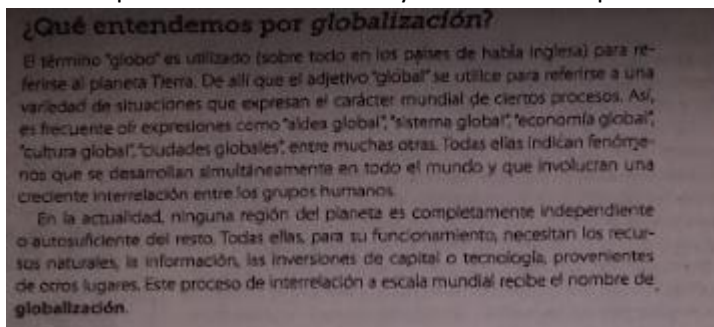 ¿Qué entendemos por globalización?
El término "globo" es utilizado (sobre todo en los países de habla inglesa) para re-
ferirse al planeta Tierra. De allí que el adjetivo "global" se utilice para referirse a una
variedad de situaciones que expresan el carácter mundial de ciertos procesos. Así,
es frecuente oír expresiones como "aldea global", "sistema global", "economía global",
"cultura global", "ciudades globales", entre muchas otras. Todas ellas indican fenóme-
nos que se desarrollan simultáneamente en todo el mundo y que involucran una
creciente interrelación entre los grupos humanos.
En la actualidad, ninguna región del planeta es completamente independiente
o autosuficiente del resto. Todas ellas, para su funcionamiento, necesitan los recur-
sos naturales, la información, las inversiones de capital o tecnología, provenientes
de otros lugares. Este proceso de interrelación a escala mundial recibe el nombre de
globalización.